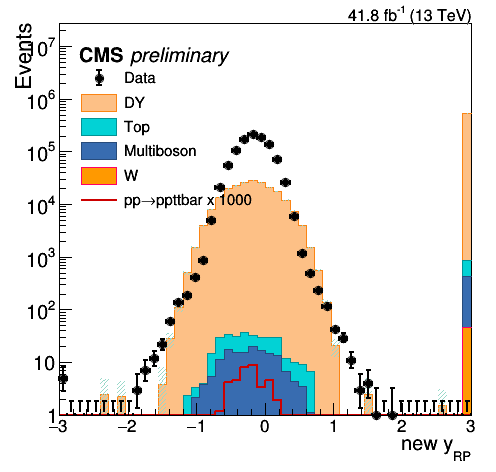 41.8 fb⁻¹ (13 TeV)
Events
CMS preliminary
Data
DY
Top
Multiboson
W
pp→ppttbar x 1000
10⁷
10⁶
10⁵
10⁴
10³
10²
10
1
−3 −2 −1 0 1 2 3
new y_RP